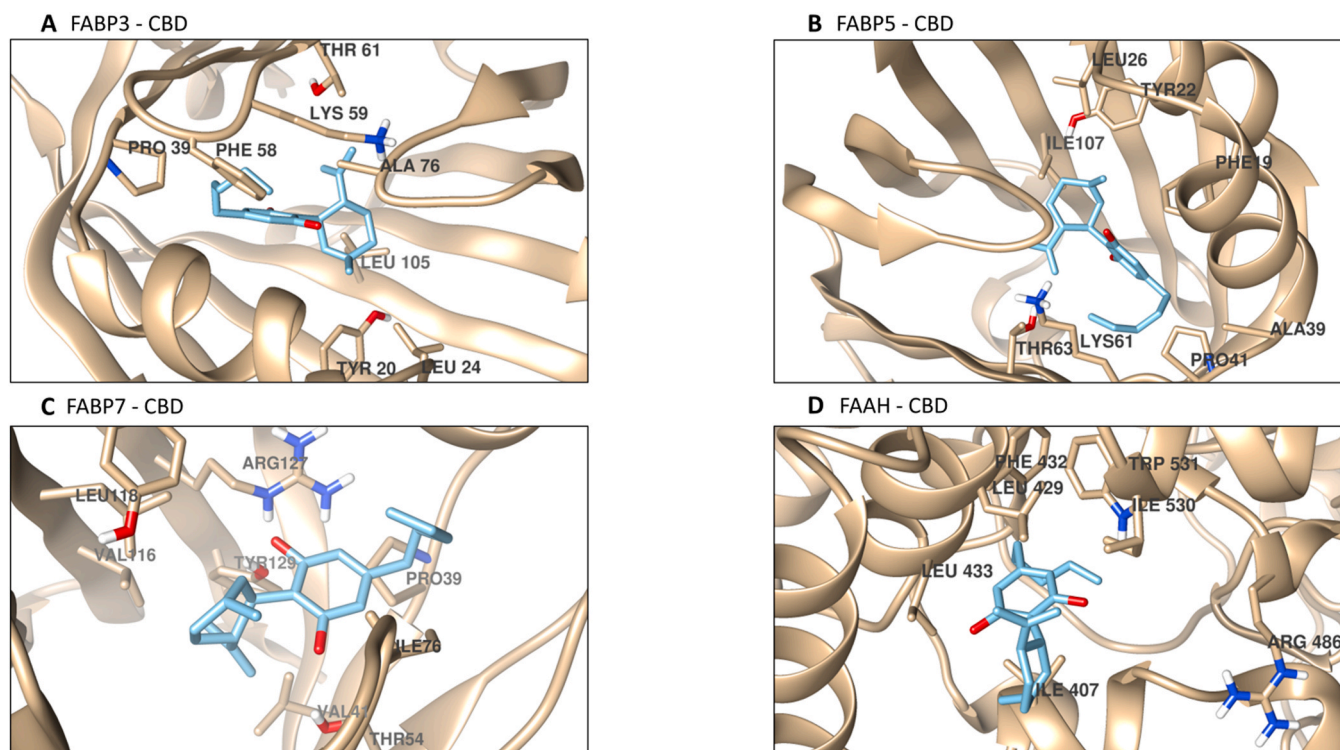 A FABP3 - CBD
THR 61
LYS 59
PRO 39
PHE 58
ALA 76
LEU 105
TYR 20
LEU 24
B FABP5 - CBD
LEU26
TYR22
ILE107
PHE19
ALA39
THR63
LYS61
PRO41
C FABP7 - CBD
ARG127
LEU118
VAL116
TYR129
PRO39
ILE76
THR54
D FAAH - CBD
PHE 432
TRP 531
LEU 429
ILE 530
LEU 433
ARG 486
ILE 407